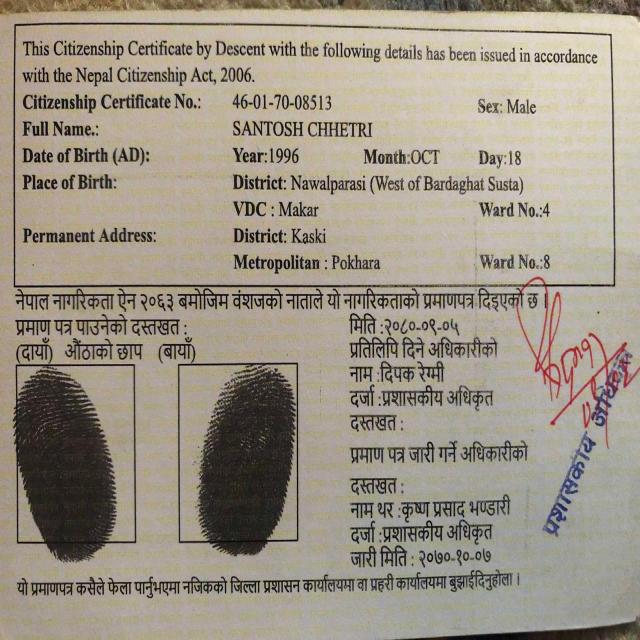 This Citizenship Certificate by Descent with the following details has been issued in accordance
with the Nepal Citizenship Act, 2006.
Citizenship Certificate No.: 46-01-70-08513 Sex: Male
Full Name.: SANTOSH CHHETRI
Date of Birth (AD): Year:1996 Month:OCT Day:18
Place of Birth: District: Nawalparasi (West of Bardaghat Susta)
VDC : Makar Ward No.:4
Permanent Address: District: Kaski
Metropolitan : Pokhara Ward No.:8
नेपाल नागरिकता ऐन २०६३ बमोजिम वंशजको नाताले यो नागरिकताको प्रमाणपत्र दिइएको छ।
प्रमाण पत्र पाउनेको दस्तखत :
(दायाँ) औंठाको छाप (बायाँ)
मिति :२०८०-०९-०५
प्रतिलिपि दिने अधिकारीको
नाम :दिपक रेग्मी
दर्जा :प्रशासकीय अधिकृत
दस्तखत :
प्रमाण पत्र जारी गर्ने अधिकारीको
दस्तखत :
नाम थर :कृष्ण प्रसाद भण्डारी
दर्जा :प्रशासकीय अधिकृत
जारी मिति :२०७०-१०-०७
प्रशासकीय अधिकृत
यो प्रमाणपत्र कसैले फेला पार्नुभएमा नजिकको जिल्ला प्रशासन कार्यालयमा वा प्रहरी कार्यालयमा बुझाईदिनुहोला।